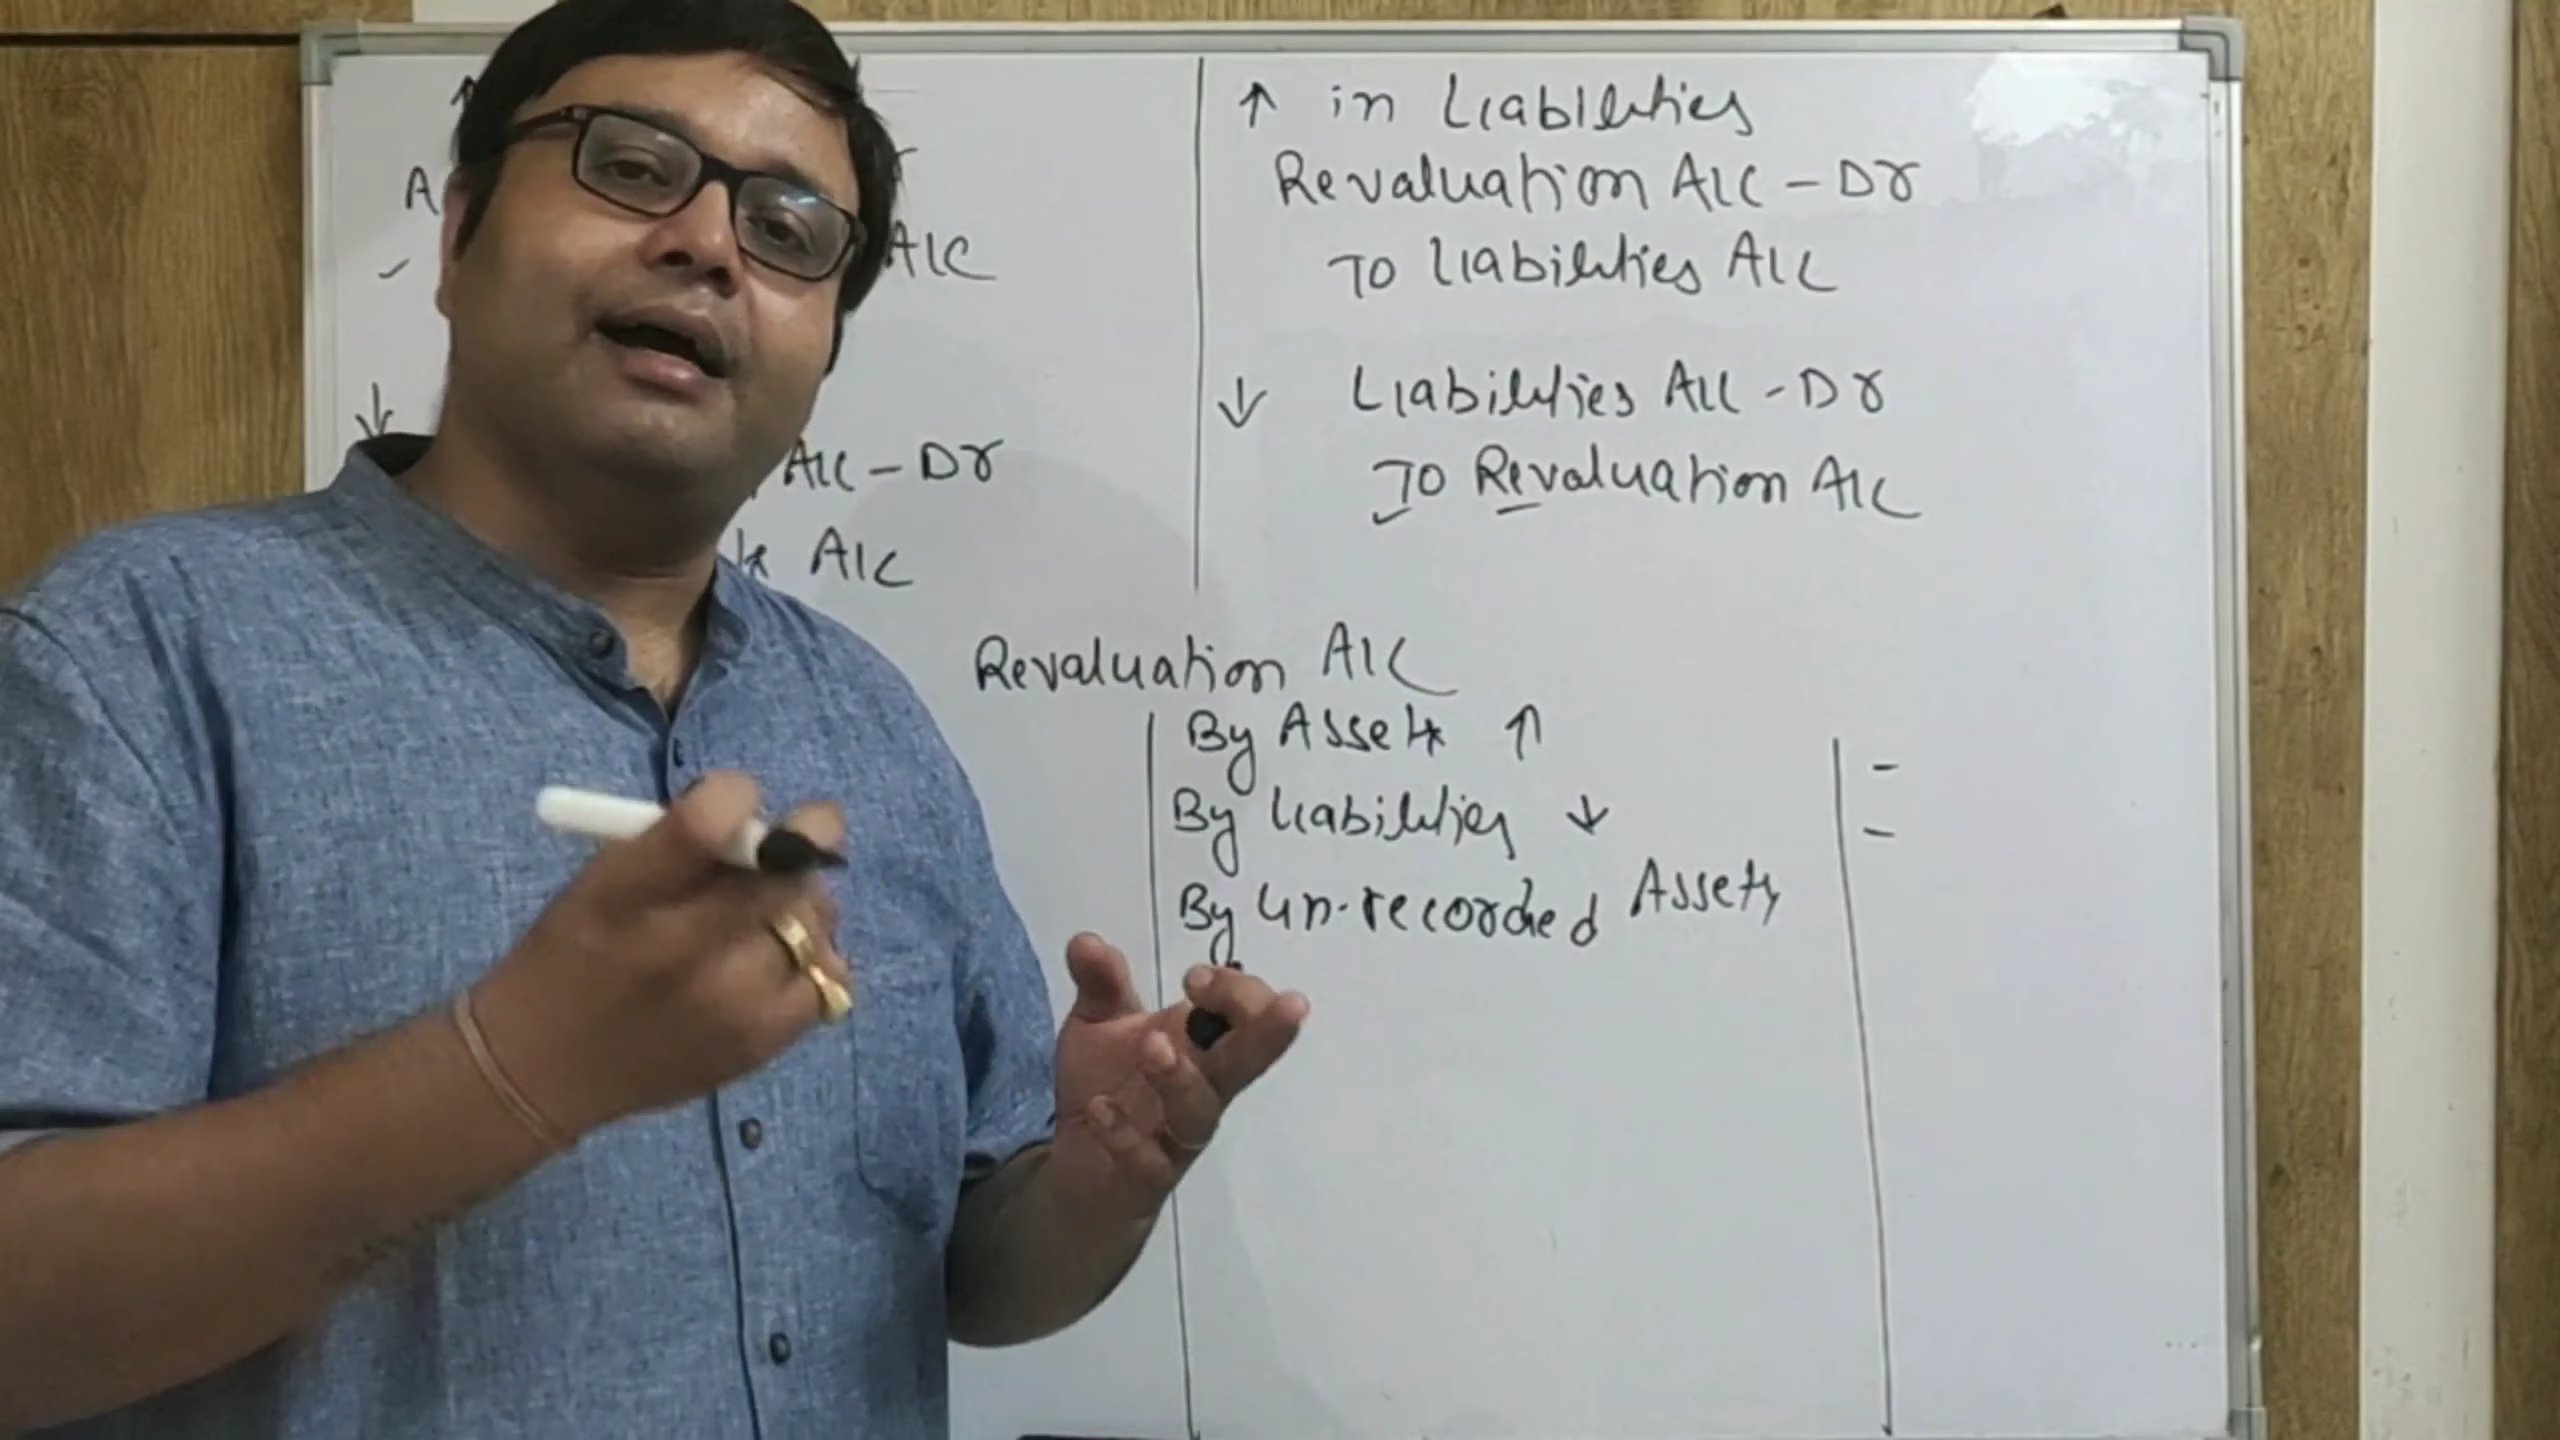 ↑
A
A/C
↓
A/c - Dr
A/c
↑ in Liabilities
Revaluation A/c - Dr
To Liabilities A/c
↓ Liabilities A/c - Dr
To Revaluation A/c
Revaluation A/c
By Assets ↑ -
By Liabilities ↓ -
By Un-recorded Assets